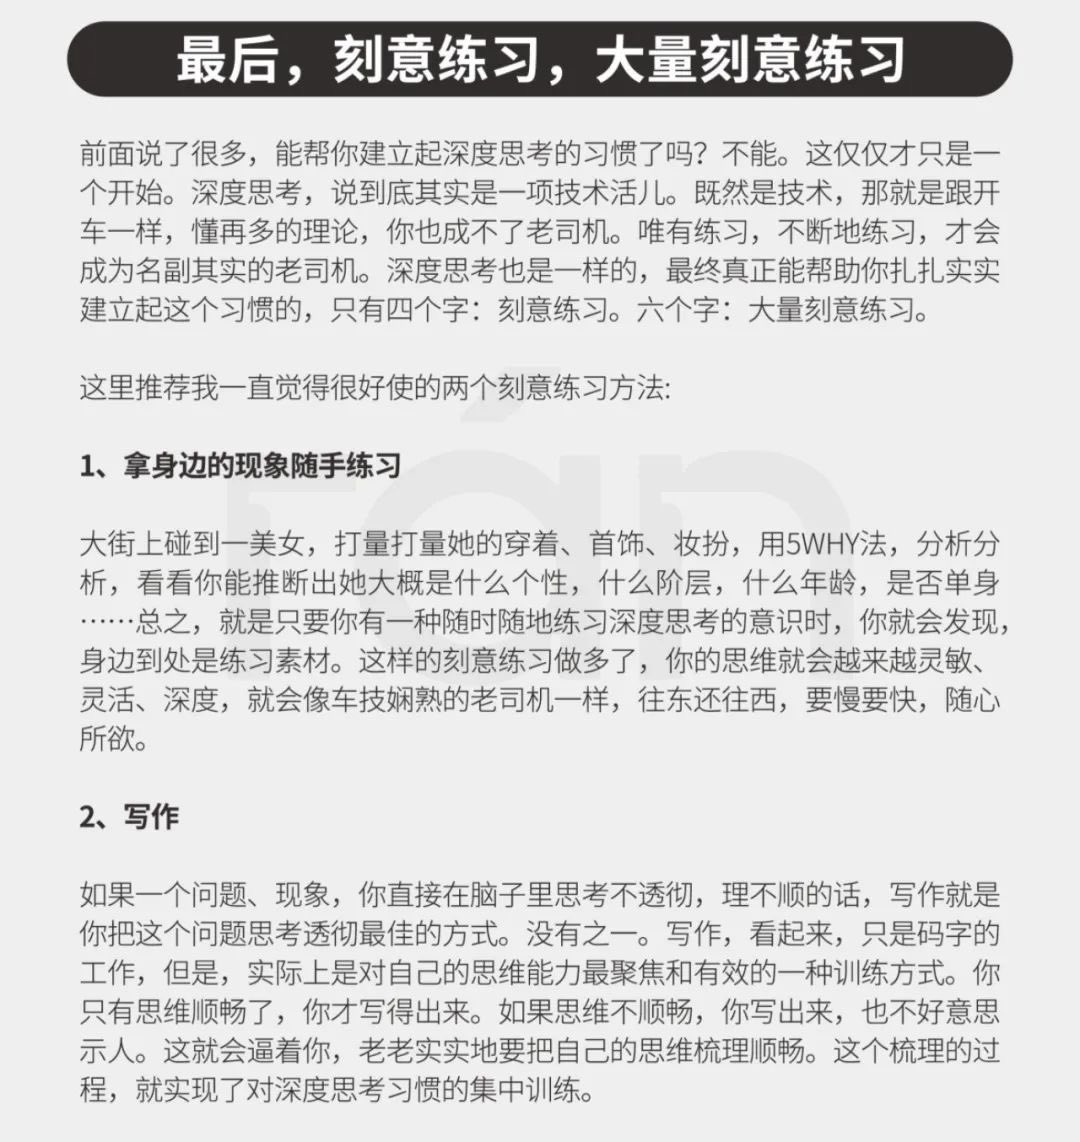 最后，刻意练习，大量刻意练习
前面说了很多，能帮你建立起深度思考的习惯了吗？不能。这仅仅才只是一
个开始。深度思考，说到底其实是一项技术活儿。既然是技术，那就是跟开
车一样，懂再多的理论，你也成不了老司机。唯有练习，不断地练习，才会
成为名副其实的老司机。深度思考也是一样的，最终真正能帮助你扎扎实实
建立起这个习惯的，只有四个字：刻意练习。六个字：大量刻意练习。
这里推荐我一直觉得很好使的两个刻意练习方法:
1、拿身边的现象随手练习
大街上碰到一美女，打量打量她的穿着、首饰、妆扮，用5WHY法，分析分
析，看看你能推断出她大概是什么个性，什么阶层，什么年龄，是否单身
……总之，就是只要你有一种随时随地练习深度思考的意识时，你就会发现，
身边到处是练习素材。这样的刻意练习做多了，你的思维就会越来越灵敏、
灵活、深度，就会像车技娴熟的老司机一样，往东还往西，要慢要快，随心
所欲。
2、写作
如果一个问题、现象，你直接在脑子里思考不透彻，理不顺的话，写作就是
你把这个问题思考透彻最佳的方式。没有之一。写作，看起来，只是码字的
工作，但是，实际上是对自己的思维能力最聚焦和有效的一种训练方式。你
只有思维顺畅了，你才写得出来。如果思维不顺畅，你写出来，也不好意思
示人。这就会逼着你，老老实实地要把自己的思维梳理顺畅。这个梳理的过
程，就实现了对深度思考习惯的集中训练。
rán